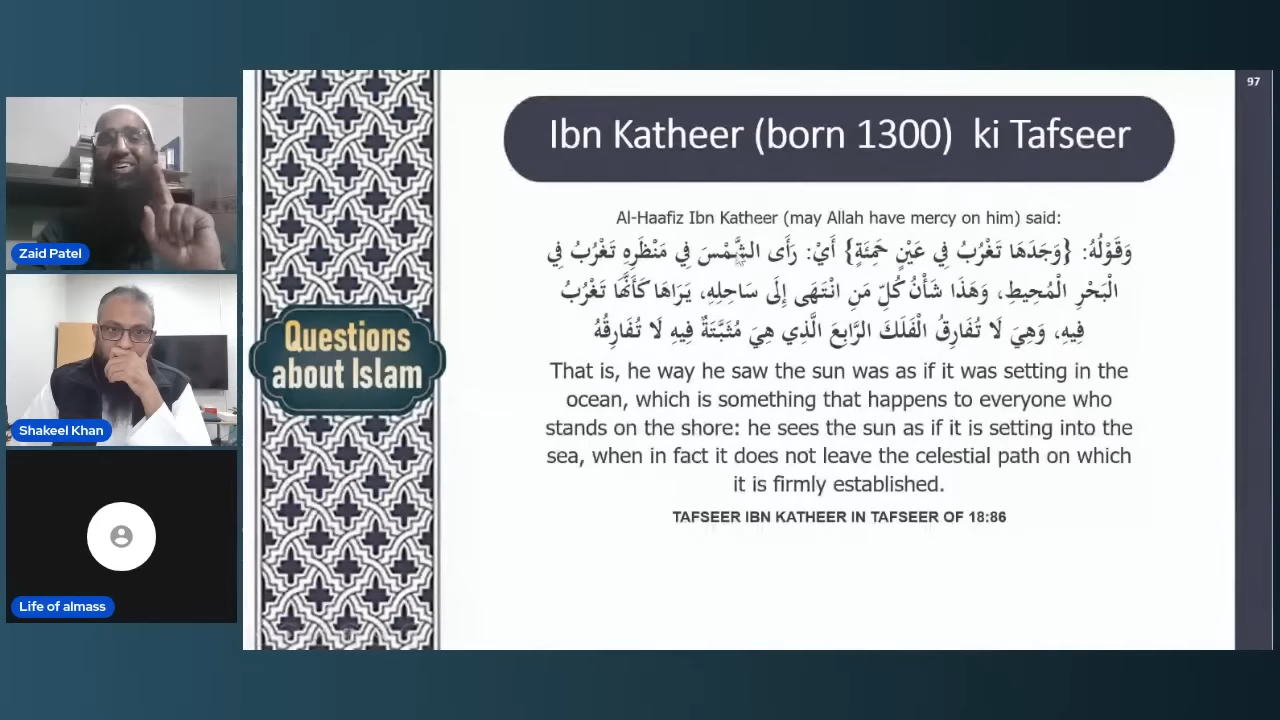 97
Ibn Katheer (born 1300) ki Tafseer
Al-Haafiz Ibn Katheer (may Allah have mercy on him) said:
وَقَوْلُهُ: {وَجَدَهَا تَغْرُبُ فِي عَيْنٍ حَمِئَةٍ} أَيْ: رَأَى الشَّمْسَ فِي مَنْظَرِهِ تَغْرُبُ فِي
الْبَحْرِ الْمُحِيطِ، وَهَذَا شَأْنُ كُلِّ مَنِ انْتَهَى إِلَى سَاحِلِهِ، يَرَاهَا كَأَنَّهَا تَغْرُبُ
فِيهِ، وَهِيَ لَا تُفَارِقُ الْفَلَكَ الرَّابِعَ الَّذِي هِيَ مُثَبَّتَةٌ فِيهِ لَا تُفَارِقُهُ
That is, he way he saw the sun was as if it was setting in the
ocean, which is something that happens to everyone who
stands on the shore: he sees the sun as if it is setting into the
sea, when in fact it does not leave the celestial path on which
it is firmly established.
TAFSEER IBN KATHEER IN TAFSEER OF 18:86
Questions
about Islam
Zaid Patel
Shakeel Khan
Life of almass